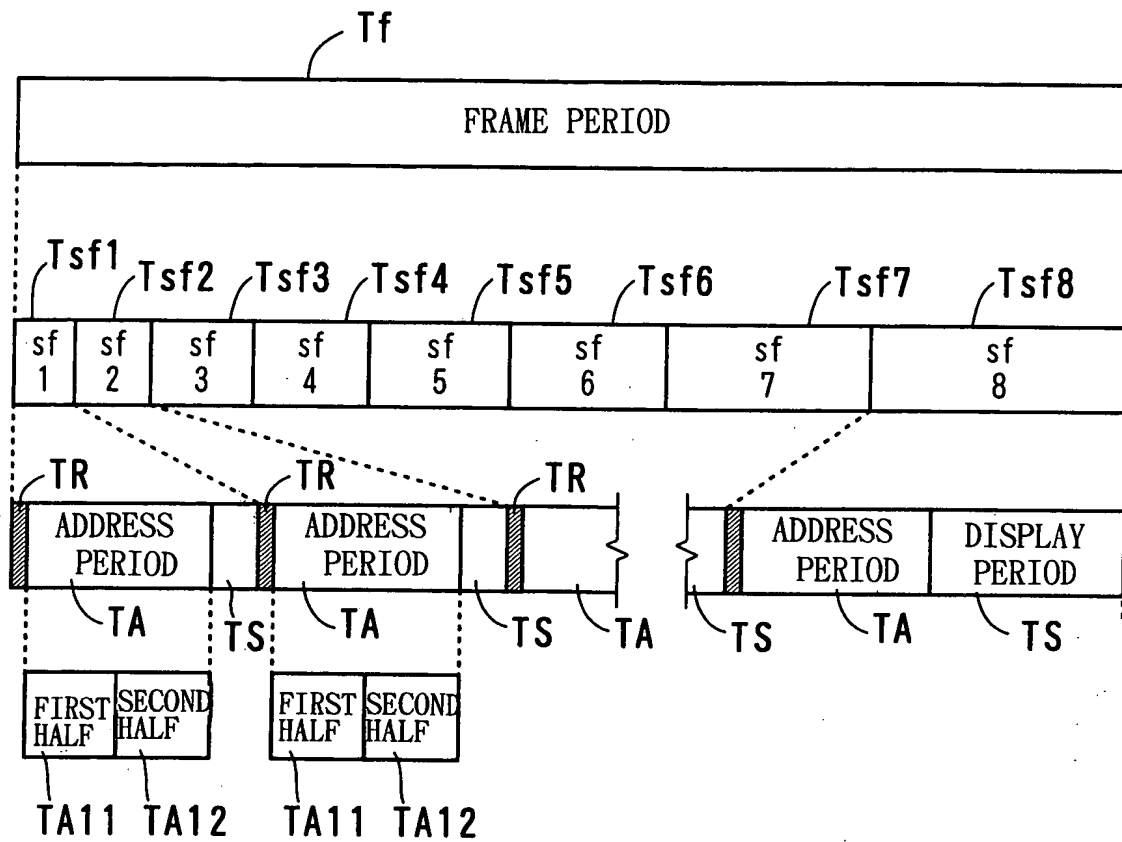 Tf
FRAME PERIOD
Tsf1
Tsf2
Tsf3
Tsf4
Tsf5
Tsf6
Tsf7
Tsf8
sf
1
sf
2
sf
3
sf
4
sf
5
sf
6
sf
7
sf
8
TR
TR
TR
ADDRESS
PERIOD
ADDRESS
PERIOD
ADDRESS
PERIOD
DISPLAY
PERIOD
TA
TS
TA
TS
TA
TS
TA
TS
FIRST
HALF
SECOND
HALF
FIRST
HALF
SECOND
HALF
TA11
TA12
TA11
TA12